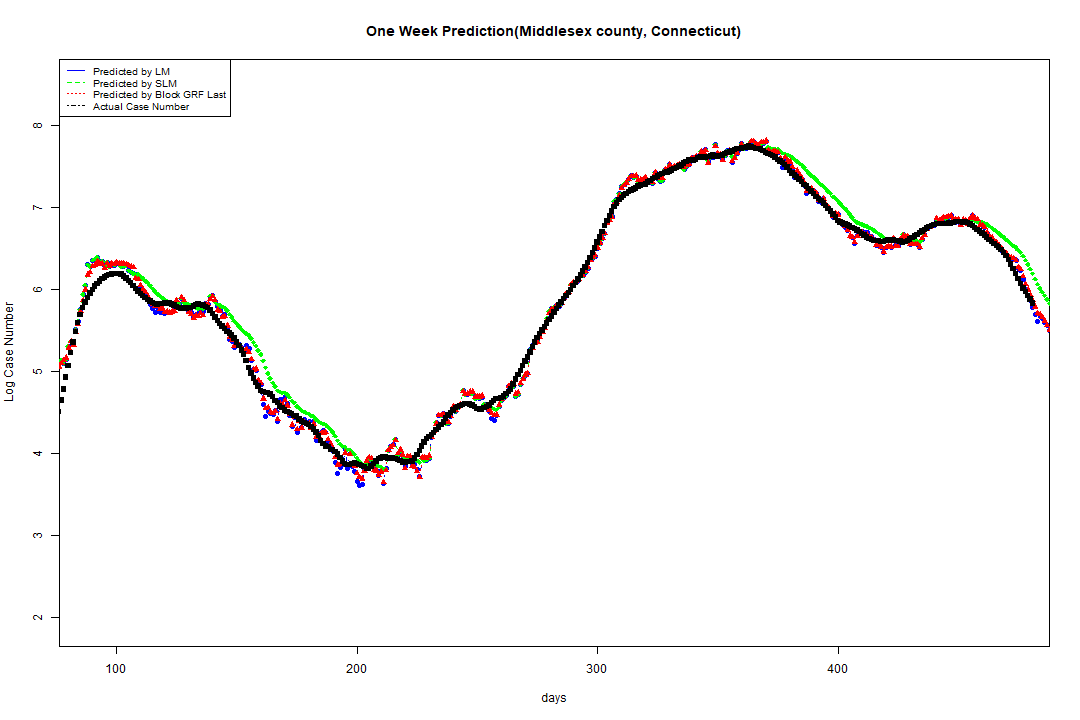 One Week Prediction(Middlesex county, Connecticut)
Predicted by LM
Predicted by SLM
Predicted by Block GRF Last
Actual Case Number
8
7
6
5
4
3
2
Log Case Number
100 200 300 400
days